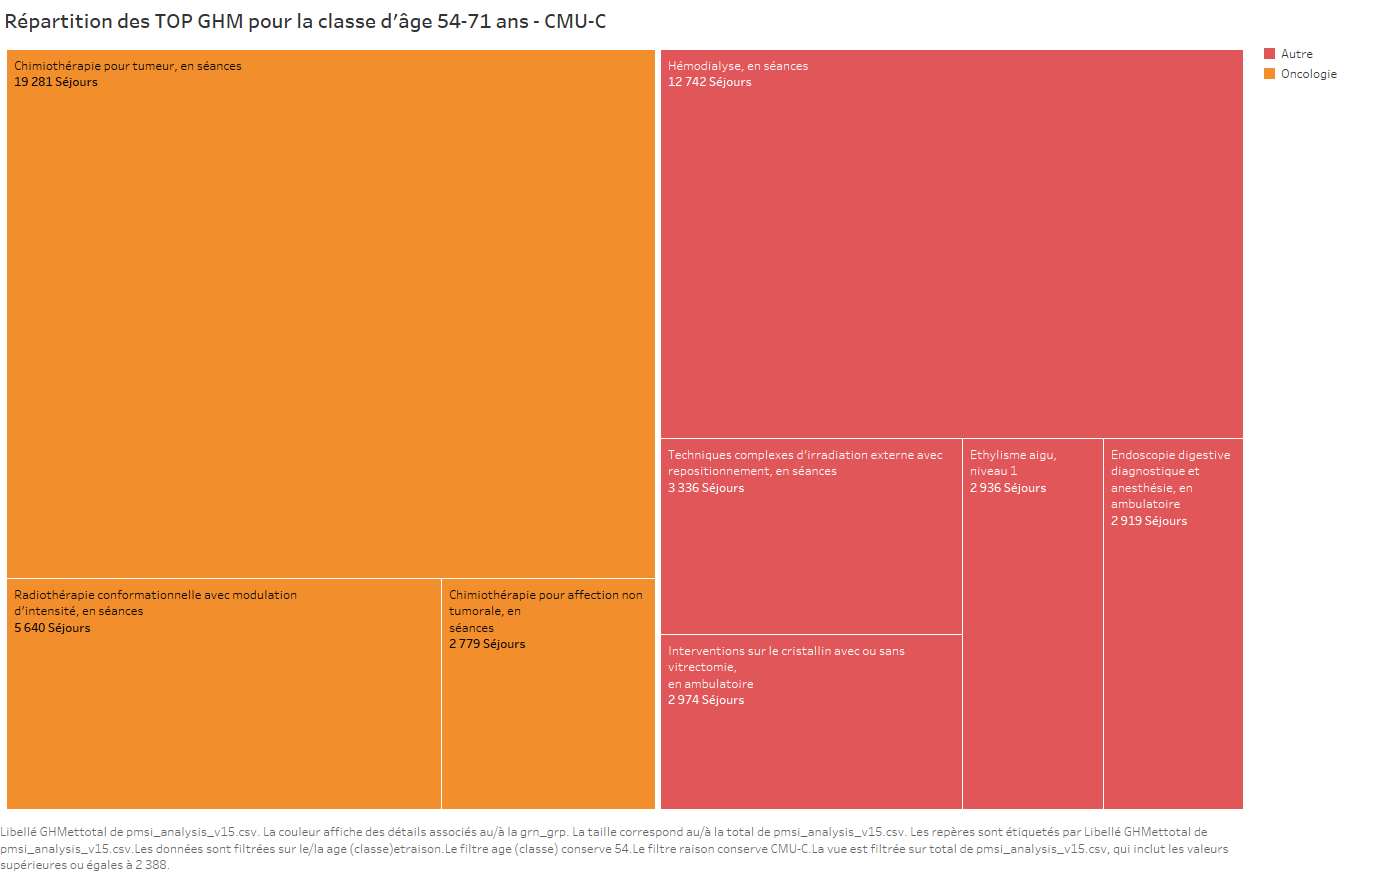 Répartition des TOP GHM pour la classe d’âge 54-71 ans - CMU-C
Chimiothérapie pour tumeur, en séances
19 281 Séjours
Radiothérapie conformationnelle avec modulation
d’intensité, en séances
5 640 Séjours
Chimiothérapie pour affection non
tumorale, en
séances
2 779 Séjours
Hémodialyse, en séances
12 742 Séjours
Techniques complexes d’irradiation externe avec
repositionnement, en séances
3 336 Séjours
Interventions sur le cristallin avec ou sans
vitrectomie,
en ambulatoire
2 974 Séjours
Ethylisme aigu,
niveau 1
2 936 Séjours
Endoscopie digestive
diagnostique et
anesthésie, en
ambulatoire
2 919 Séjours
Autre
Oncologie
Libellé GHMettotal de pmsi_analysis_v15.csv. La couleur affiche des détails associés au/à la grn_grp. La taille correspond au/à la total de pmsi_analysis_v15.csv. Les repères sont étiquetés par Libellé GHMettotal de
pmsi_analysis_v15.csv.Les données sont filtrées sur le/la age (classe)etraison.Le filtre age (classe) conserve 54.Le filtre raison conserve CMU-C.La vue est filtrée sur total de pmsi_analysis_v15.csv, qui inclut les valeurs
supérieures ou égales à 2 388.